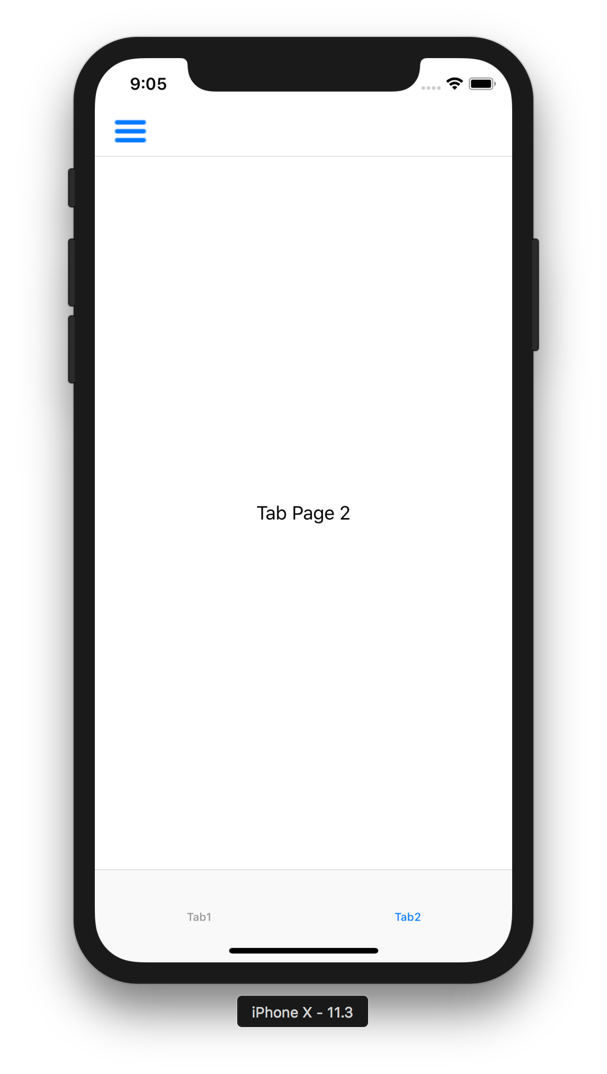 9:05
Tab Page 2
Tab1
Tab2
iPhone X - 11.3